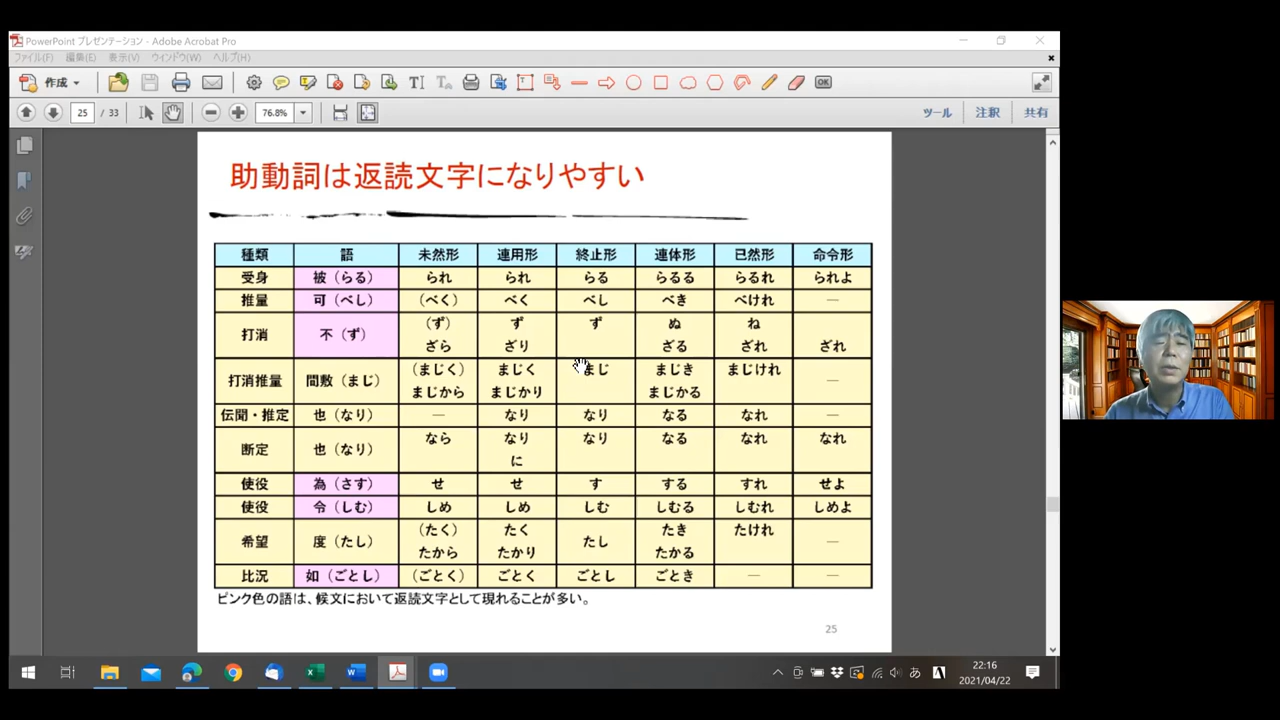 PowerPoint プレゼンテーション - Adobe Acrobat Pro
ファイル(F) 編集(E) 表示(V) ウィンドウ(W) ヘルプ(H)
作成 OK
25 / 33 76.8% ツール 注釈 共有
助動詞は返読文字になりやすい
種類 語 未然形 連用形 終止形 連体形 已然形 命令形
受身 被（らる） られ られ らる らるる らるれ られよ
推量 可（べし） （べく） べく べし べき べけれ ―
打消 不（ず） （ず） ず ず ぬ ね
ざら ざり ざる ざれ ざれ
打消推量 間敷（まじ） （まじく） まじく まじ まじき まじけれ ―
まじから まじかり まじかる
伝聞・推定 也（なり） ― なり なり なる なれ ―
断定 也（なり） なら なり なり なる なれ なれ
に
使役 為（さす） せ せ す する すれ せよ
使役 令（しむ） しめ しめ しむ しむる しむれ しめよ
希望 度（たし） （たく） たく たし たき たけれ ―
たから たかり たかる
比況 如（ごとし） （ごとく） ごとく ごとし ごとき ― ―
ピンク色の語は、候文において返読文字として現れることが多い。
25
あ A 22:16
2021/04/22